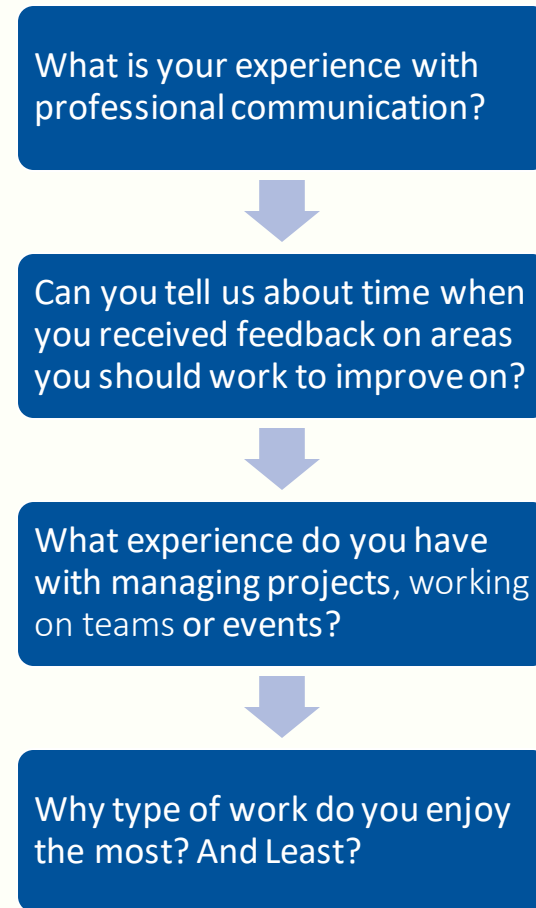 What is your experience with
professional communication?
Can you tell us about time when
you received feedback on areas
you should work to improve on?
What experience do you have
with managing projects, working
on teams or events?
Why type of work do you enjoy
the most? And Least?